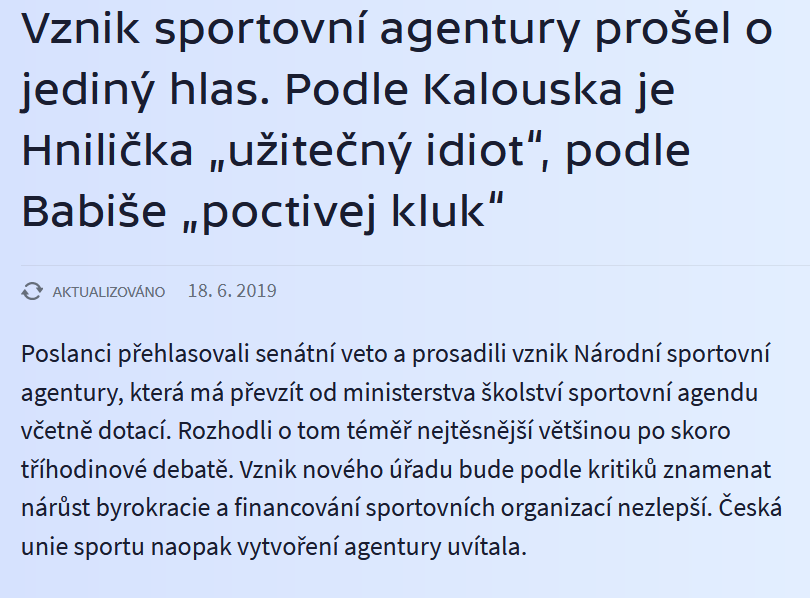 Vznik sportovní agentury prošel o
jediný hlas. Podle Kalouska je
Hnilička „užitečný idiot“, podle
Babiše „poctivej kluk“
AKTUALIZOVÁNO 18. 6. 2019
Poslanci přehlasovali senátní veto a prosadili vznik Národní sportovní
agentury, která má převzít od ministerstva školství sportovní agendu
včetně dotací. Rozhodli o tom téměř nejtěsnější většinou po skoro
tříhodinové debatě. Vznik nového úřadu bude podle kritiků znamenat
nárůst byrokracie a financování sportovních organizací nezlepší. Česká
unie sportu naopak vytvoření agentury uvítala.